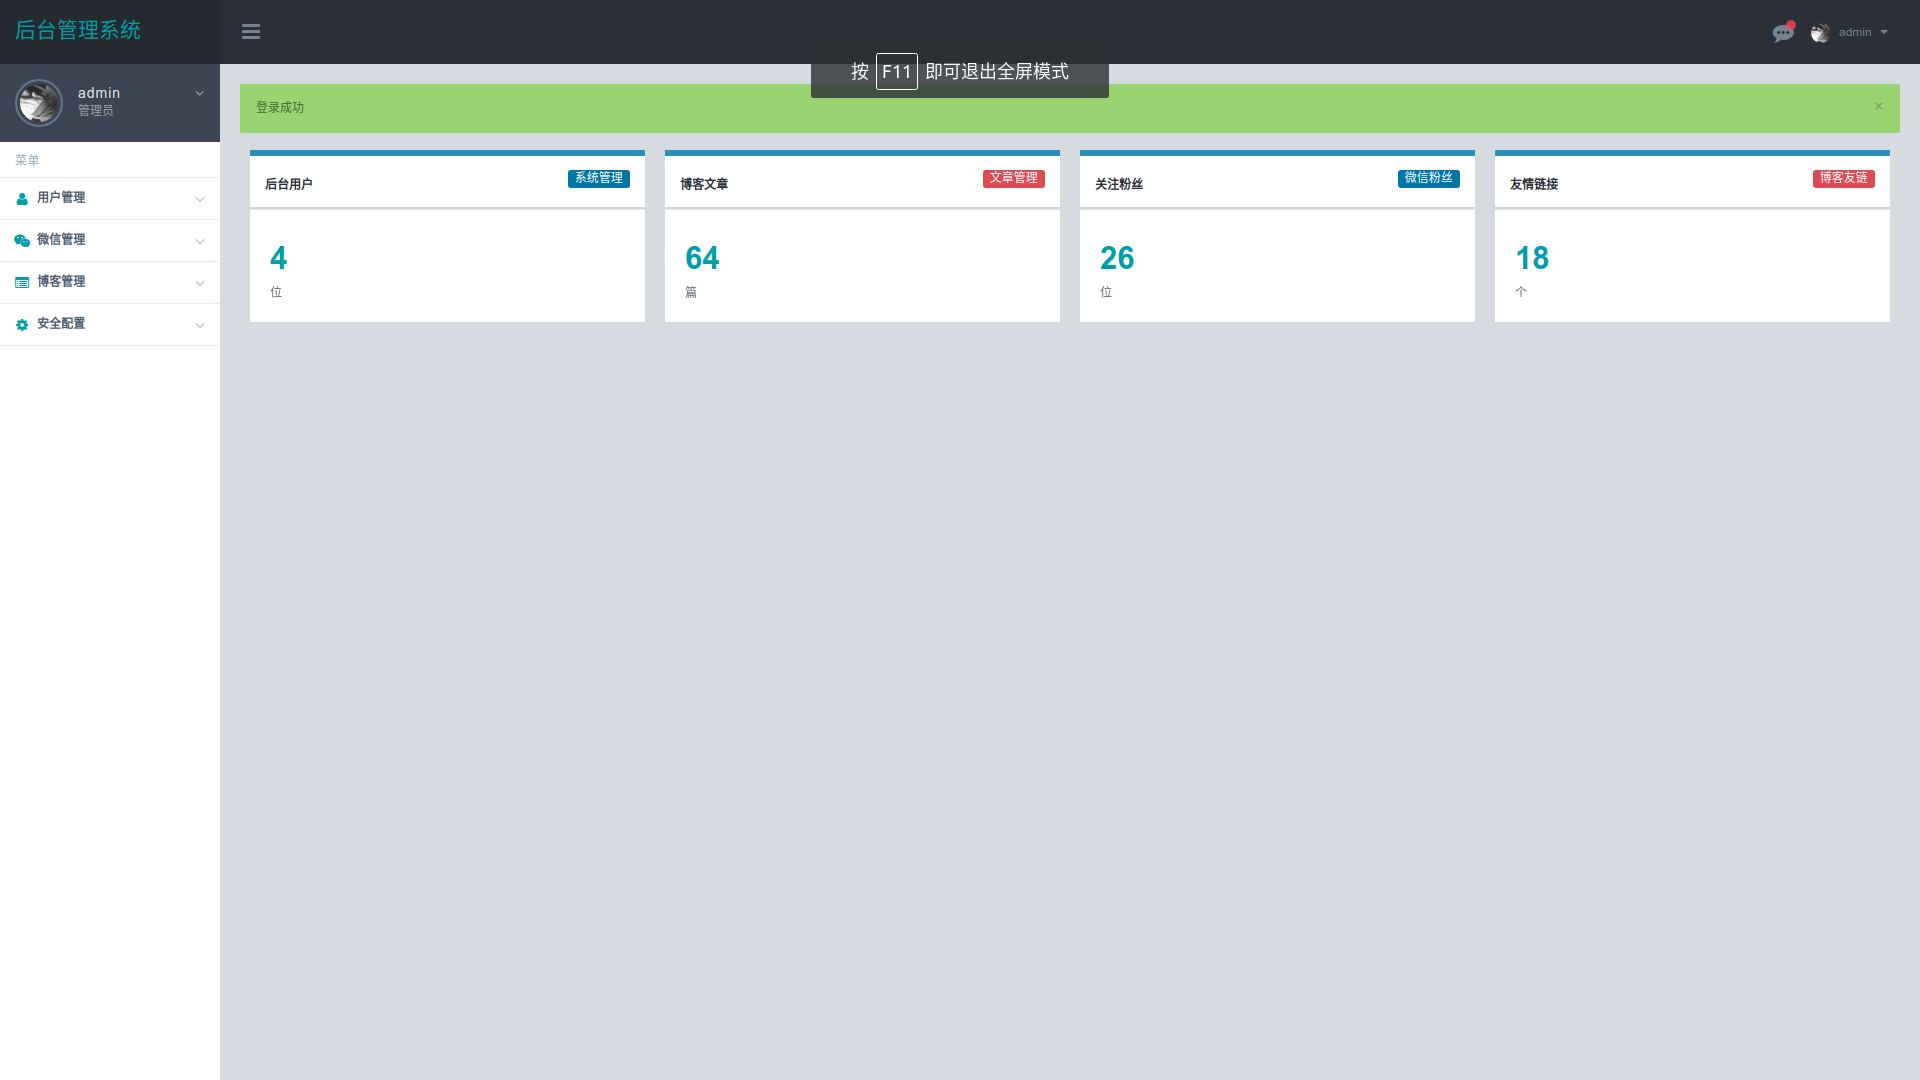 后台管理系统
admin
按 F11 即可退出全屏模式
admin
管理员
登录成功
×
菜单
用户管理
微信管理
博客管理
安全配置
后台用户
系统管理
4
位
博客文章
文章管理
64
篇
关注粉丝
微信粉丝
26
位
友情链接
博客友链
18
个